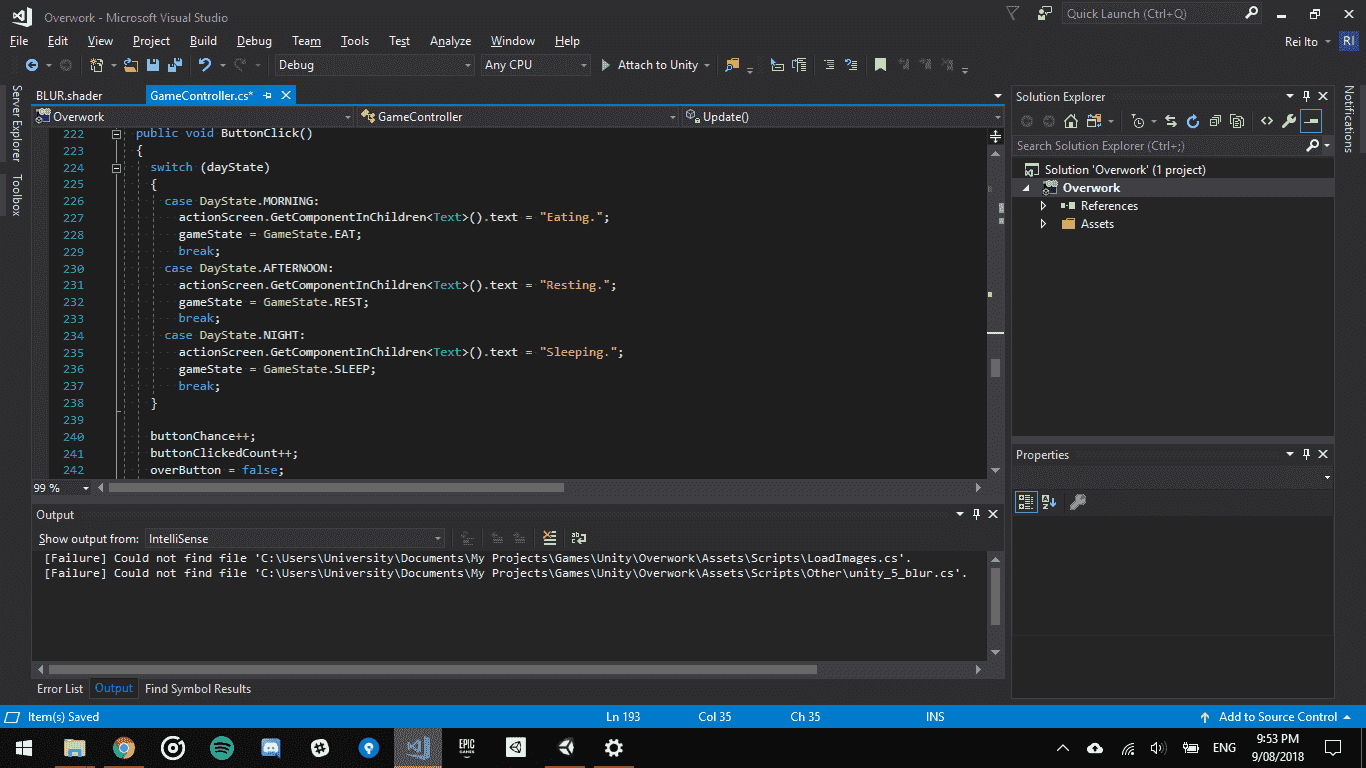 Overwork - Microsoft Visual Studio
Quick Launch (Ctrl+Q)
File Edit View Project Build Debug Team Tools Test Analyze Window Help
Rei Ito RI
Debug Any CPU Attach to Unity
Server Explorer
Toolbox
BLUR.shader GameController.cs*
Overwork GameController Update()
222 public void ButtonClick()
223 {
224 switch (dayState)
225 {
226 case DayState.MORNING:
227 actionScreen.GetComponentInChildren<Text>().text = "Eating.";
228 gameState = GameState.EAT;
229 break;
230 case DayState.AFTERNOON:
231 actionScreen.GetComponentInChildren<Text>().text = "Resting.";
232 gameState = GameState.REST;
233 break;
234 case DayState.NIGHT:
235 actionScreen.GetComponentInChildren<Text>().text = "Sleeping.";
236 gameState = GameState.SLEEP;
237 break;
238 }
239
240 buttonChance++;
241 buttonClickedCount++;
242 overButton = false;
99 %
Output
Show output from: IntelliSense
[Failure] Could not find file 'C:\Users\University\Documents\My Projects\Games\Unity\Overwork\Assets\Scripts\LoadImages.cs'.
[Failure] Could not find file 'C:\Users\University\Documents\My Projects\Games\Unity\Overwork\Assets\Scripts\Other\unity_5_blur.cs'.
Error List Output Find Symbol Results
Solution Explorer
Search Solution Explorer (Ctrl+;)
Solution 'Overwork' (1 project)
Overwork
References
Assets
Properties
Notifications
Item(s) Saved Ln 193 Col 35 Ch 35 INS Add to Source Control
EPIC GAMES
ENG
9:53 PM
9/08/2018